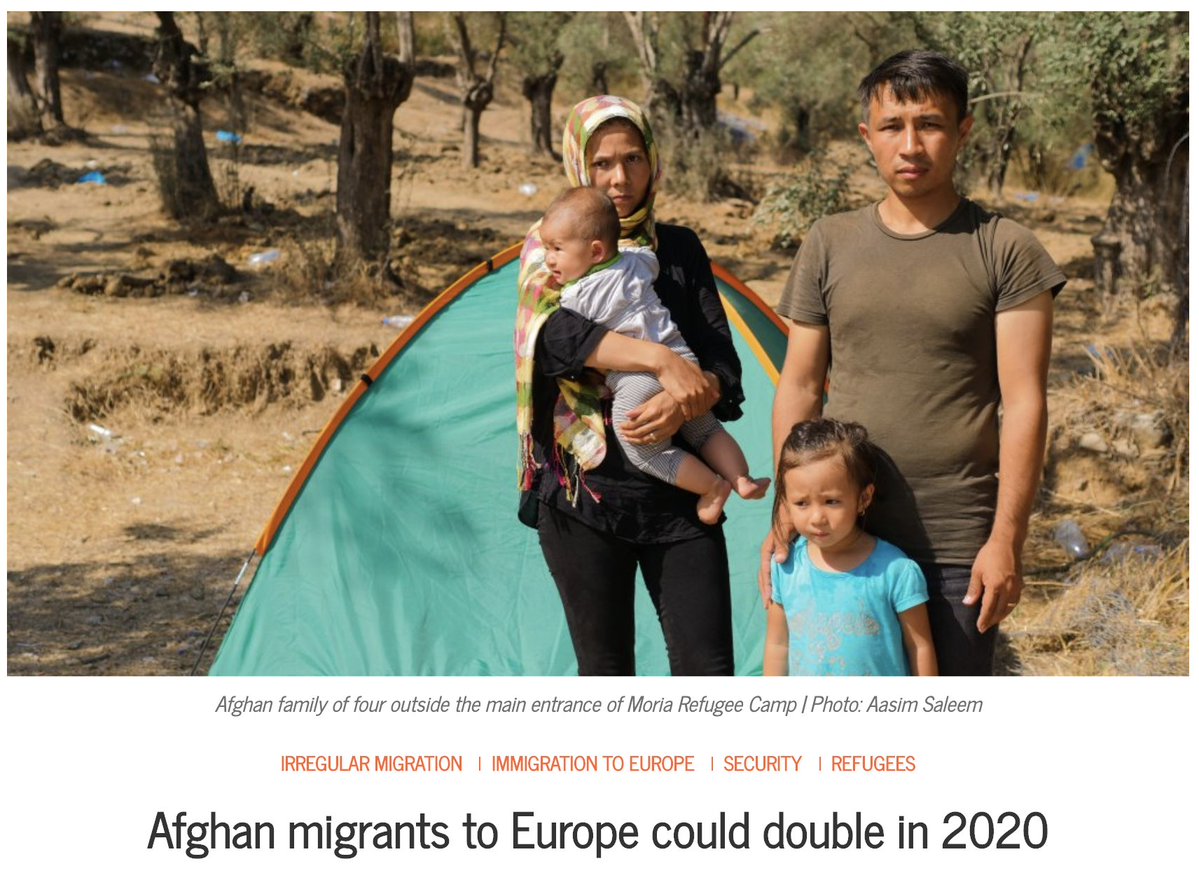 Afghan family of four outside the main entrance of Moria Refugee Camp | Photo: Aasim Saleem
IRREGULAR MIGRATION | IMMIGRATION TO EUROPE | SECURITY | REFUGEES
Afghan migrants to Europe could double in 2020